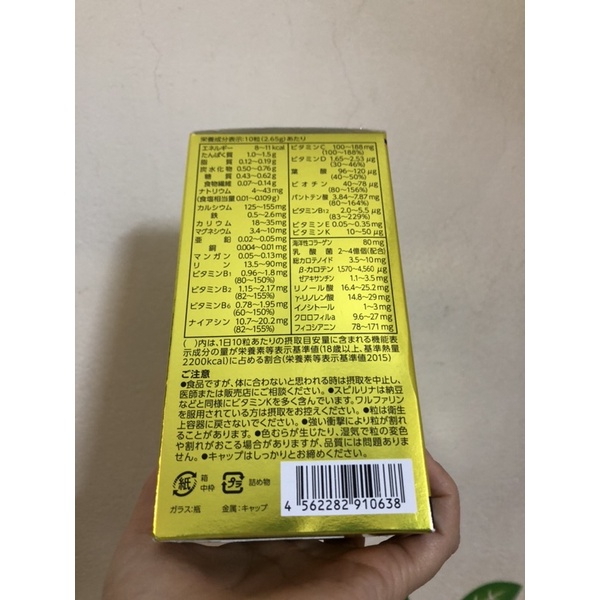 栄養成分表示:10粒(2.65g)あたり
エネルギー 8～11kcal
たんぱく質 1.0～1.5g
脂質 0.12～0.19g
炭水化物 0.50～0.76g
糖質 0.43～0.62g
食物繊維 0.07～0.14g
ナトリウム 4～43mg
(食塩相当量 0.01～0.109g)
カルシウム 125～155mg
鉄 0.5～2.6mg
カリウム 18～35mg
マグネシウム 3.4～10mg
亜鉛 0.02～0.05mg
銅 0.004～0.01mg
マンガン 0.05～0.13mg
リン 13.5～90mg
ビタミンB1 0.96～1.8mg
(80～150%)
ビタミンB2 1.15～2.17mg
(82～155%)
ビタミンB6 0.78～1.95mg
(60～150%)
ナイアシン 10.7～20.2mg
(82～155%)
ビタミンC 100～188mg
(100～188%)
ビタミンD 1.65～2.53μg
(30～46%)
葉酸 96～120μg
(40～50%)
ビオチン 40～78μg
(80～156%)
パントテン酸 3.84～7.87mg
(80～164%)
ビタミンB12 2.0～5.5μg
(83～229%)
ビタミンE 0.05～0.35mg
ビタミンK 10～50μg
海洋性コラーゲン 80mg
乳酸菌 2～4億個(配合)
総カロテノイド 3.5～10mg
β-カロテン 1,570～4,560μg
ゼアキサンチン 1.1～3.5mg
リノール酸 16.4～25.2mg
γ-リノレン酸 14.8～29mg
イノシトール 1～3mg
クロロフィルa 9.6～27mg
フィコシアニン 78～171mg
( )内は、1日10粒あたりの摂取目安量に含まれる機能表
示成分の量が栄養素等表示基準値(18歳以上、基準熱量
2200kcal)に占める割合(栄養素等表示基準値2015)
ご注意
●食品ですが、体に合わないと思われる時は摂取を中止し、
医師または販売店にご相談ください。●スピルリナは納豆
などと同様にビタミンKを多く含んでいます。ワルファリン
を服用されている方は摂取をお控えください。●粒は衛生
上容器に戻さないでください。●強い衝撃により粒が割れ
ることがあります。●色むらが生じたり、湿気で粒の変色
や割れがおこる場合がありますが、品質には問題ありませ
ん。●キャップはしっかりとお締めください。
紙 箱
中枠
プラ 詰め物
ガラス:瓶 金属:キャップ
4 562282 910638